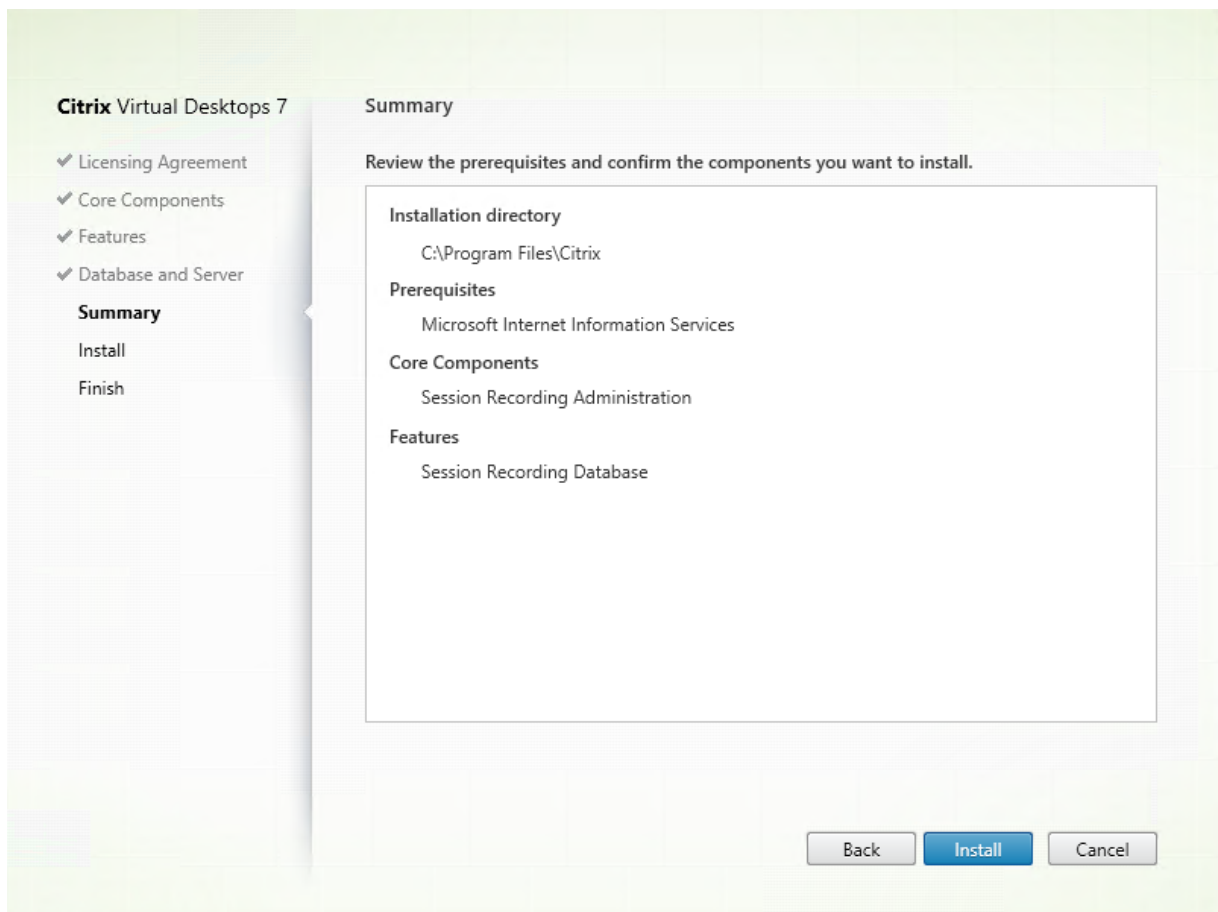 Citrix Virtual Desktops 7
Licensing Agreement
Core Components
Features
Database and Server
Summary
Install
Finish
Summary
Review the prerequisites and confirm the components you want to install.
Installation directory
C:\Program Files\Citrix
Prerequisites
Microsoft Internet Information Services
Core Components
Session Recording Administration
Features
Session Recording Database
Back
Install
Cancel